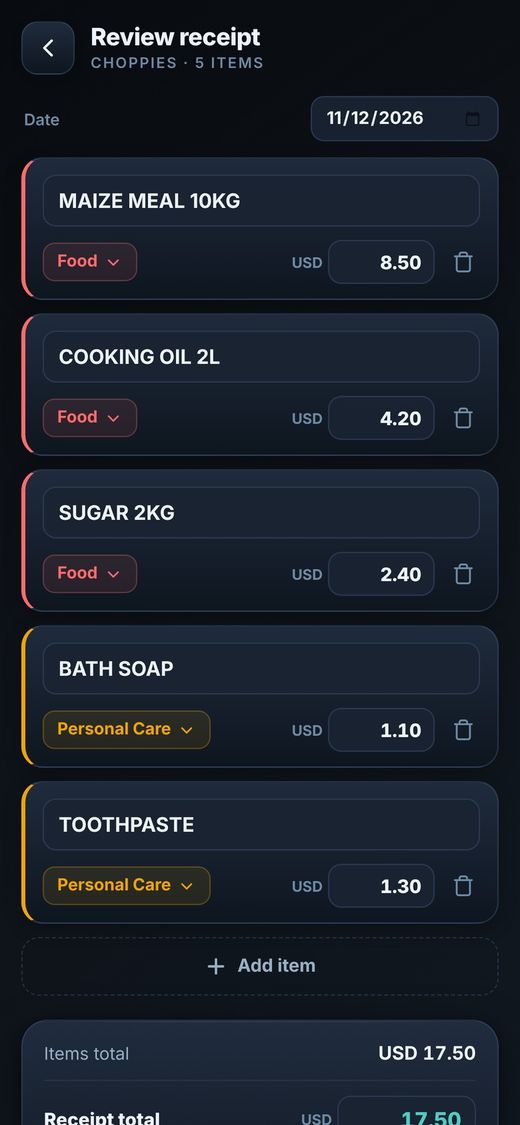 Review receipt
CHOPPIES · 5 ITEMS
Date
11/12/2026
MAIZE MEAL 10KG
Food
USD 8.50
COOKING OIL 2L
Food
USD 4.20
SUGAR 2KG
Food
USD 2.40
BATH SOAP
Personal Care
USD 1.10
TOOTHPASTE
Personal Care
USD 1.30
+ Add item
Items total USD 17.50
Receipt total USD 17.50